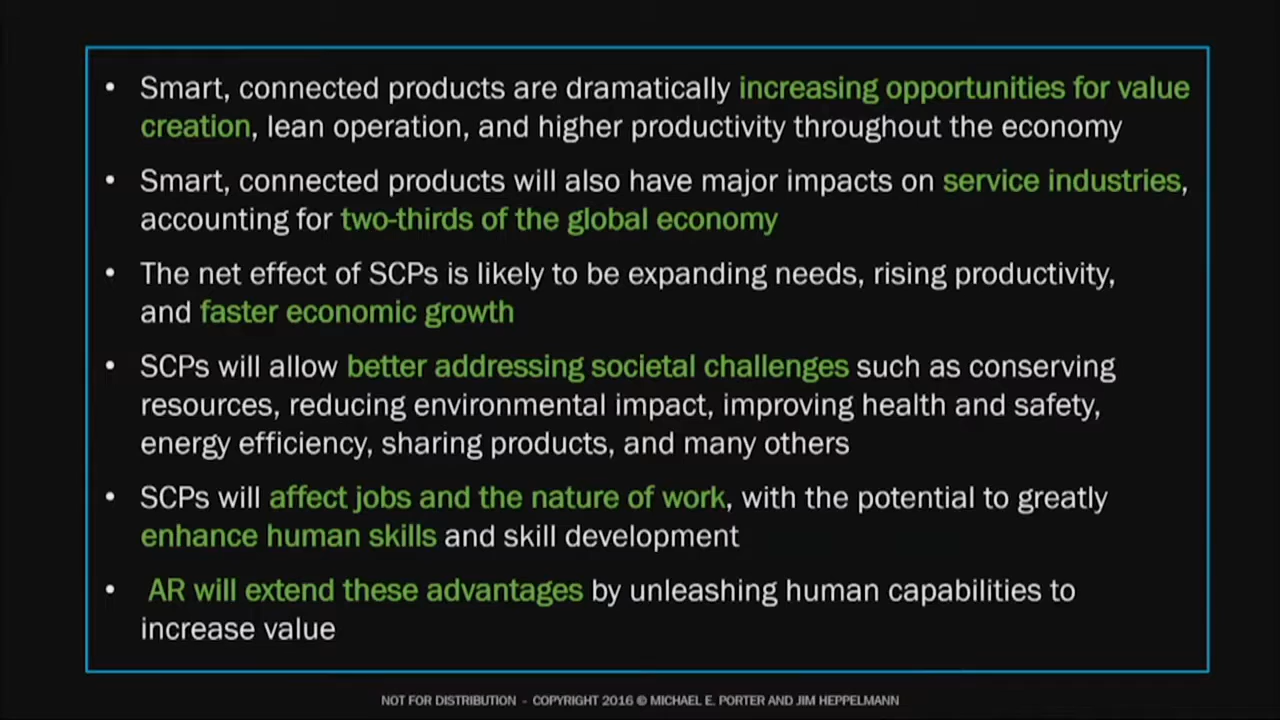 • Smart, connected products are dramatically increasing opportunities for value
creation, lean operation, and higher productivity throughout the economy
• Smart, connected products will also have major impacts on service industries,
accounting for two-thirds of the global economy
• The net effect of SCPs is likely to be expanding needs, rising productivity,
and faster economic growth
• SCPs will allow better addressing societal challenges such as conserving
resources, reducing environmental impact, improving health and safety,
energy efficiency, sharing products, and many others
• SCPs will affect jobs and the nature of work, with the potential to greatly
enhance human skills and skill development
• AR will extend these advantages by unleashing human capabilities to
increase value
NOT FOR DISTRIBUTION - COPYRIGHT 2016 © MICHAEL E. PORTER AND JIM HEPPELMANN